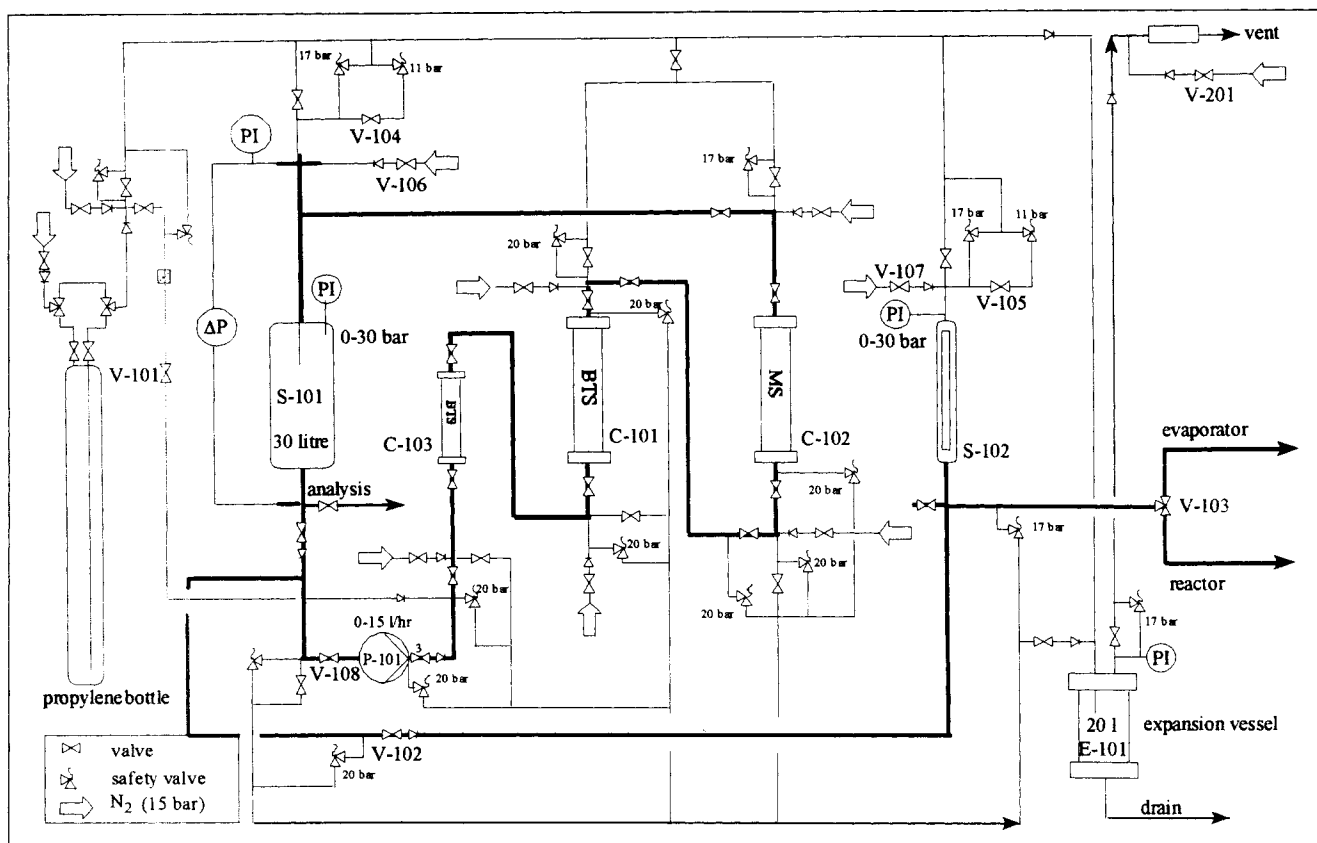 vent
17 bar
11 bar
V-104
V-201
PI
V-106
17 bar
20 bar
17 bar
11 bar
V-107
V-105
PI
PI
ΔP
0-30 bar
20 bar
0-30 bar
V-101
S-101
30 litre
BTS
C-103
BTS
C-101
MS
C-102
S-102
evaporator
analysis
20 bar
V-103
17 bar
20 bar
20 bar
reactor
20 bar
20 bar
0-15 l/hr
3
P-101
V-108
20 bar
17 bar
PI
propylene bottle
20 l
E-101
expansion vessel
V-102
20 bar
valve
safety valve
N2 (15 bar)
drain